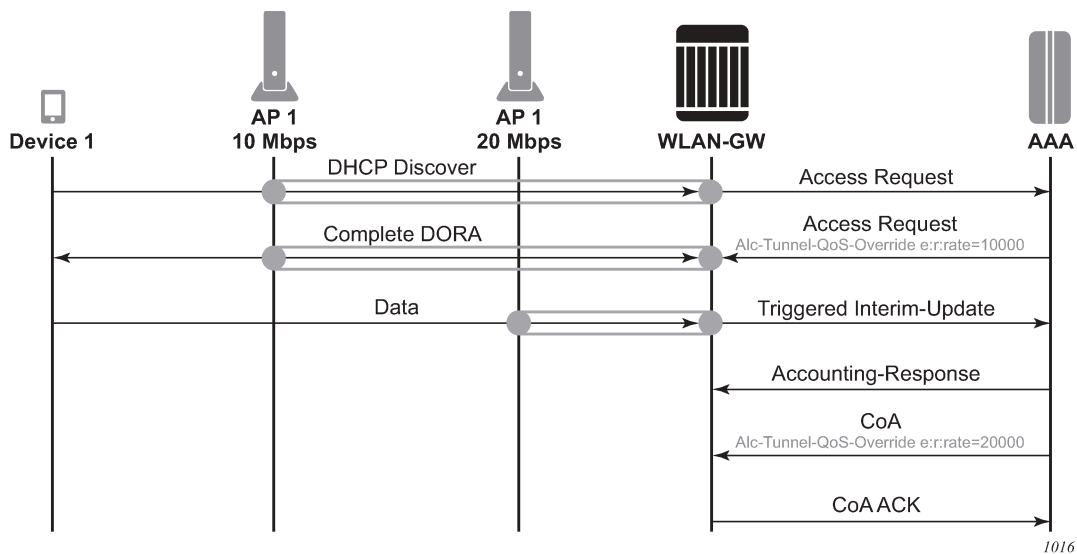 Device 1
AP 1
10 Mbps
AP 1
20 Mbps
WLAN-GW
AAA
DHCP Discover
Access Request
Complete DORA
Access Request
Alc-Tunnel-QoS-Override e:r:rate=10000
Data
Triggered Interim-Update
Accounting-Response
CoA
Alc-Tunnel-QoS-Override e:r:rate=20000
CoA ACK
1016